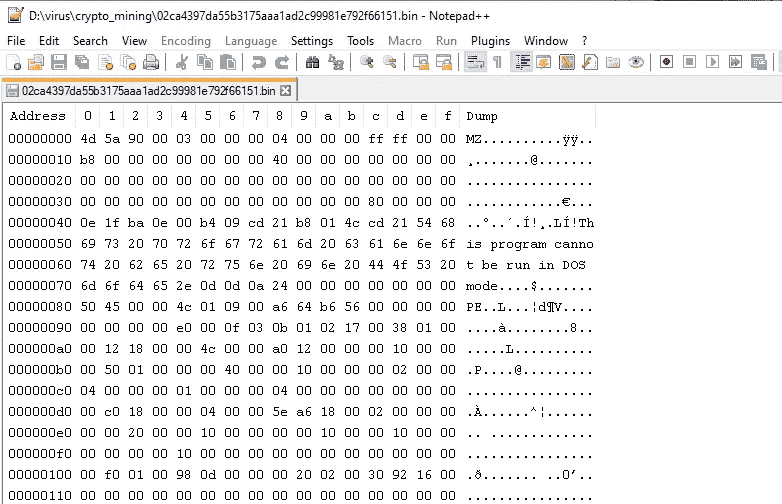 D:\virus\crypto_mining\02ca4397da55b3175aaa1ad2c99981e792f66151.bin - Notepad++
File Edit Search View Encoding Language Settings Tools Macro Run Plugins Window ?
02ca4397da55b3175aaa1ad2c99981e792f66151.bin
Address 0 1 2 3 4 5 6 7 8 9 a b c d e f Dump
00000000 4d 5a 90 00 03 00 00 00 04 00 00 00 ff ff 00 00 MZ..........ÿÿ..
00000010 b8 00 00 00 00 00 00 00 40 00 00 00 00 00 00 00 ¸.......@.......
00000020 00 00 00 00 00 00 00 00 00 00 00 00 00 00 00 00 ................
00000030 00 00 00 00 00 00 00 00 00 00 00 00 80 00 00 00 ............€...
00000040 0e 1f ba 0e 00 b4 09 cd 21 b8 01 4c cd 21 54 68 ..º..´.Í!¸.LÍ!Th
00000050 69 73 20 70 72 6f 67 72 61 6d 20 63 61 6e 6e 6f is program canno
00000060 74 20 62 65 20 72 75 6e 20 69 6e 20 44 4f 53 20 t be run in DOS
00000070 6d 6f 64 65 2e 0d 0d 0a 24 00 00 00 00 00 00 00 mode....$.......
00000080 50 45 00 00 4c 01 09 00 a6 64 b6 56 00 00 00 00 PE..L...¦d¶V....
00000090 00 00 00 00 e0 00 0f 03 0b 01 02 17 00 38 01 00 ....à........8..
000000a0 00 12 18 00 00 4c 00 00 a0 12 00 00 00 10 00 00 .....L.. .......
000000b0 00 50 01 00 00 00 40 00 00 10 00 00 00 02 00 00 .P....@.........
000000c0 04 00 00 00 01 00 00 00 04 00 00 00 00 00 00 00 ................
000000d0 00 c0 18 00 00 04 00 00 5e a6 18 00 02 00 00 00 .À......^¦......
000000e0 00 00 20 00 00 10 00 00 00 00 10 00 00 10 00 00 .. .............
000000f0 00 00 00 00 10 00 00 00 00 00 00 00 00 00 00 00 ................
00000100 00 f0 01 00 98 0d 00 00 00 20 02 00 30 92 16 00 .ð....... ..0’..
00000110 00 00 00 00 00 00 00 00 00 00 00 00 00 00 00 00 ................